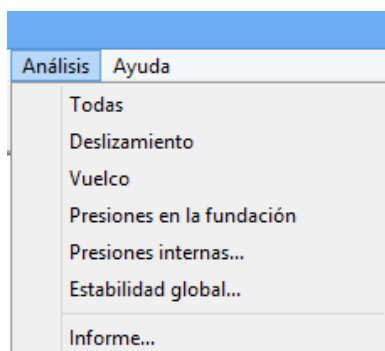 Análisis Ayuda
Todas
Deslizamiento
Vuelco
Presiones en la fundación
Presiones internas...
Estabilidad global...
Informe...